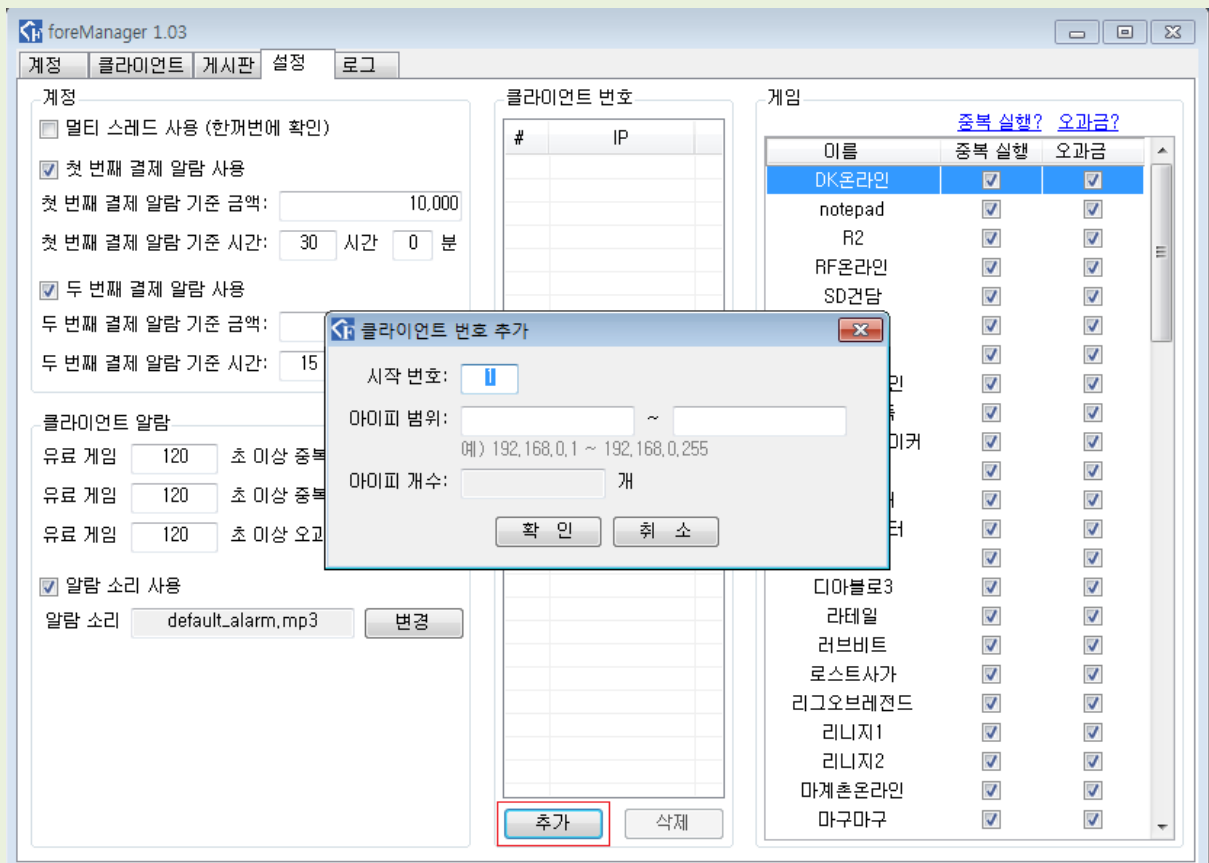 foreManager 1.03
계정 클라이언트 게시판 설정 로그
계정
멀티 스레드 사용 (한꺼번에 확인)
첫 번째 결제 알람 사용
첫 번째 결제 알람 기준 금액: 10,000
첫 번째 결제 알람 기준 시간: 30 시간 0 분
두 번째 결제 알람 사용
두 번째 결제 알람 기준 금액:
두 번째 결제 알람 기준 시간: 15
클라이언트 알람
유료 게임 120 초 이상 중복
유료 게임 120 초 이상 중복
유료 게임 120 초 이상 오과
알람 소리 사용
알람 소리 default_alarm.mp3 변경
클라이언트 번호
# IP
추가 삭제
클라이언트 번호 추가
시작 번호: 1
아이피 범위: ~
예) 192.168.0.1 ~ 192.168.0.255
아이피 개수: 개
확 인 취 소
게임
중복 실행? 오과금?
이름 중복 실행 오과금
DK온라인
notepad
R2
RF온라인
SD건담
인
이커
터
디아블로3
라테일
러브비트
로스트사가
리그오브레전드
리니지1
리니지2
마계촌온라인
마구마구